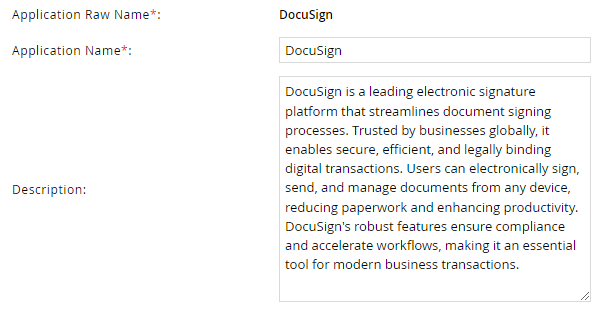 Application Raw Name*: DocuSign
Application Name*: DocuSign
Description:
DocuSign is a leading electronic signature
platform that streamlines document signing
processes. Trusted by businesses globally, it
enables secure, efficient, and legally binding
digital transactions. Users can electronically sign,
send, and manage documents from any device,
reducing paperwork and enhancing productivity.
DocuSign's robust features ensure compliance
and accelerate workflows, making it an essential
tool for modern business transactions.